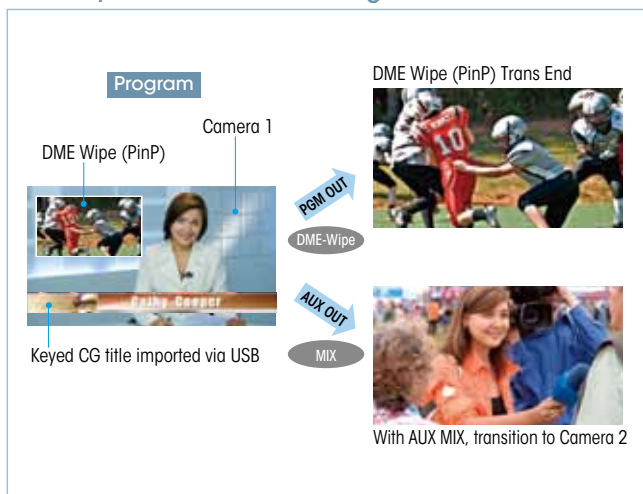 Program
Camera 1
DME Wipe (PinP)
Cathy Cooper
Keyed CG title imported via USB
PGM OUT
DME-Wipe
AUX OUT
MIX
DME Wipe (PinP) Trans End
10
With AUX MIX, transition to Camera 2